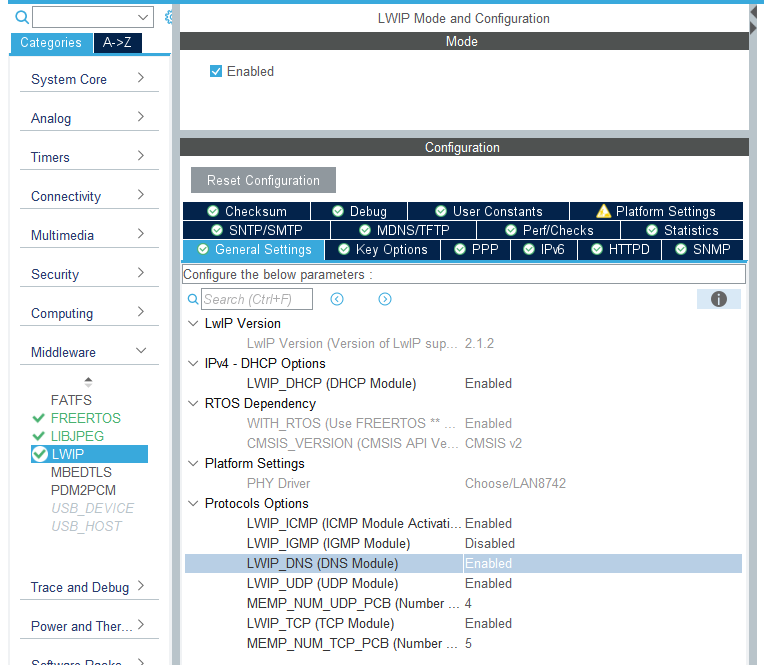 LWIP Mode and Configuration
Mode
Enabled
Configuration
Reset Configuration
Categories A->Z
System Core
Analog
Timers
Connectivity
Multimedia
Security
Computing
Middleware
FATFS
FREERTOS
LIBJPEG
LWIP
MBEDTLS
PDM2PCM
USB_DEVICE
USB_HOST
Trace and Debug
Power and Ther...
Software Packs
Checksum Debug User Constants Platform Settings
SNTP/SMTP MDNS/TFTP Perf/Checks Statistics
General Settings Key Options PPP IPv6 HTTPD SNMP
Configure the below parameters :
Search (Ctrl+F)
LwIP Version
LwIP Version (Version of LwIP sup... 2.1.2
IPv4 - DHCP Options
LWIP_DHCP (DHCP Module) Enabled
RTOS Dependency
WITH_RTOS (Use FREERTOS ** ... Enabled
CMSIS_VERSION (CMSIS API Ve... CMSIS v2
Platform Settings
PHY Driver Choose/LAN8742
Protocols Options
LWIP_ICMP (ICMP Module Activati... Enabled
LWIP_IGMP (IGMP Module) Disabled
LWIP_DNS (DNS Module) Enabled
LWIP_UDP (UDP Module) Enabled
MEMP_NUM_UDP_PCB (Number ... 4
LWIP_TCP (TCP Module) Enabled
MEMP_NUM_TCP_PCB (Number ... 5